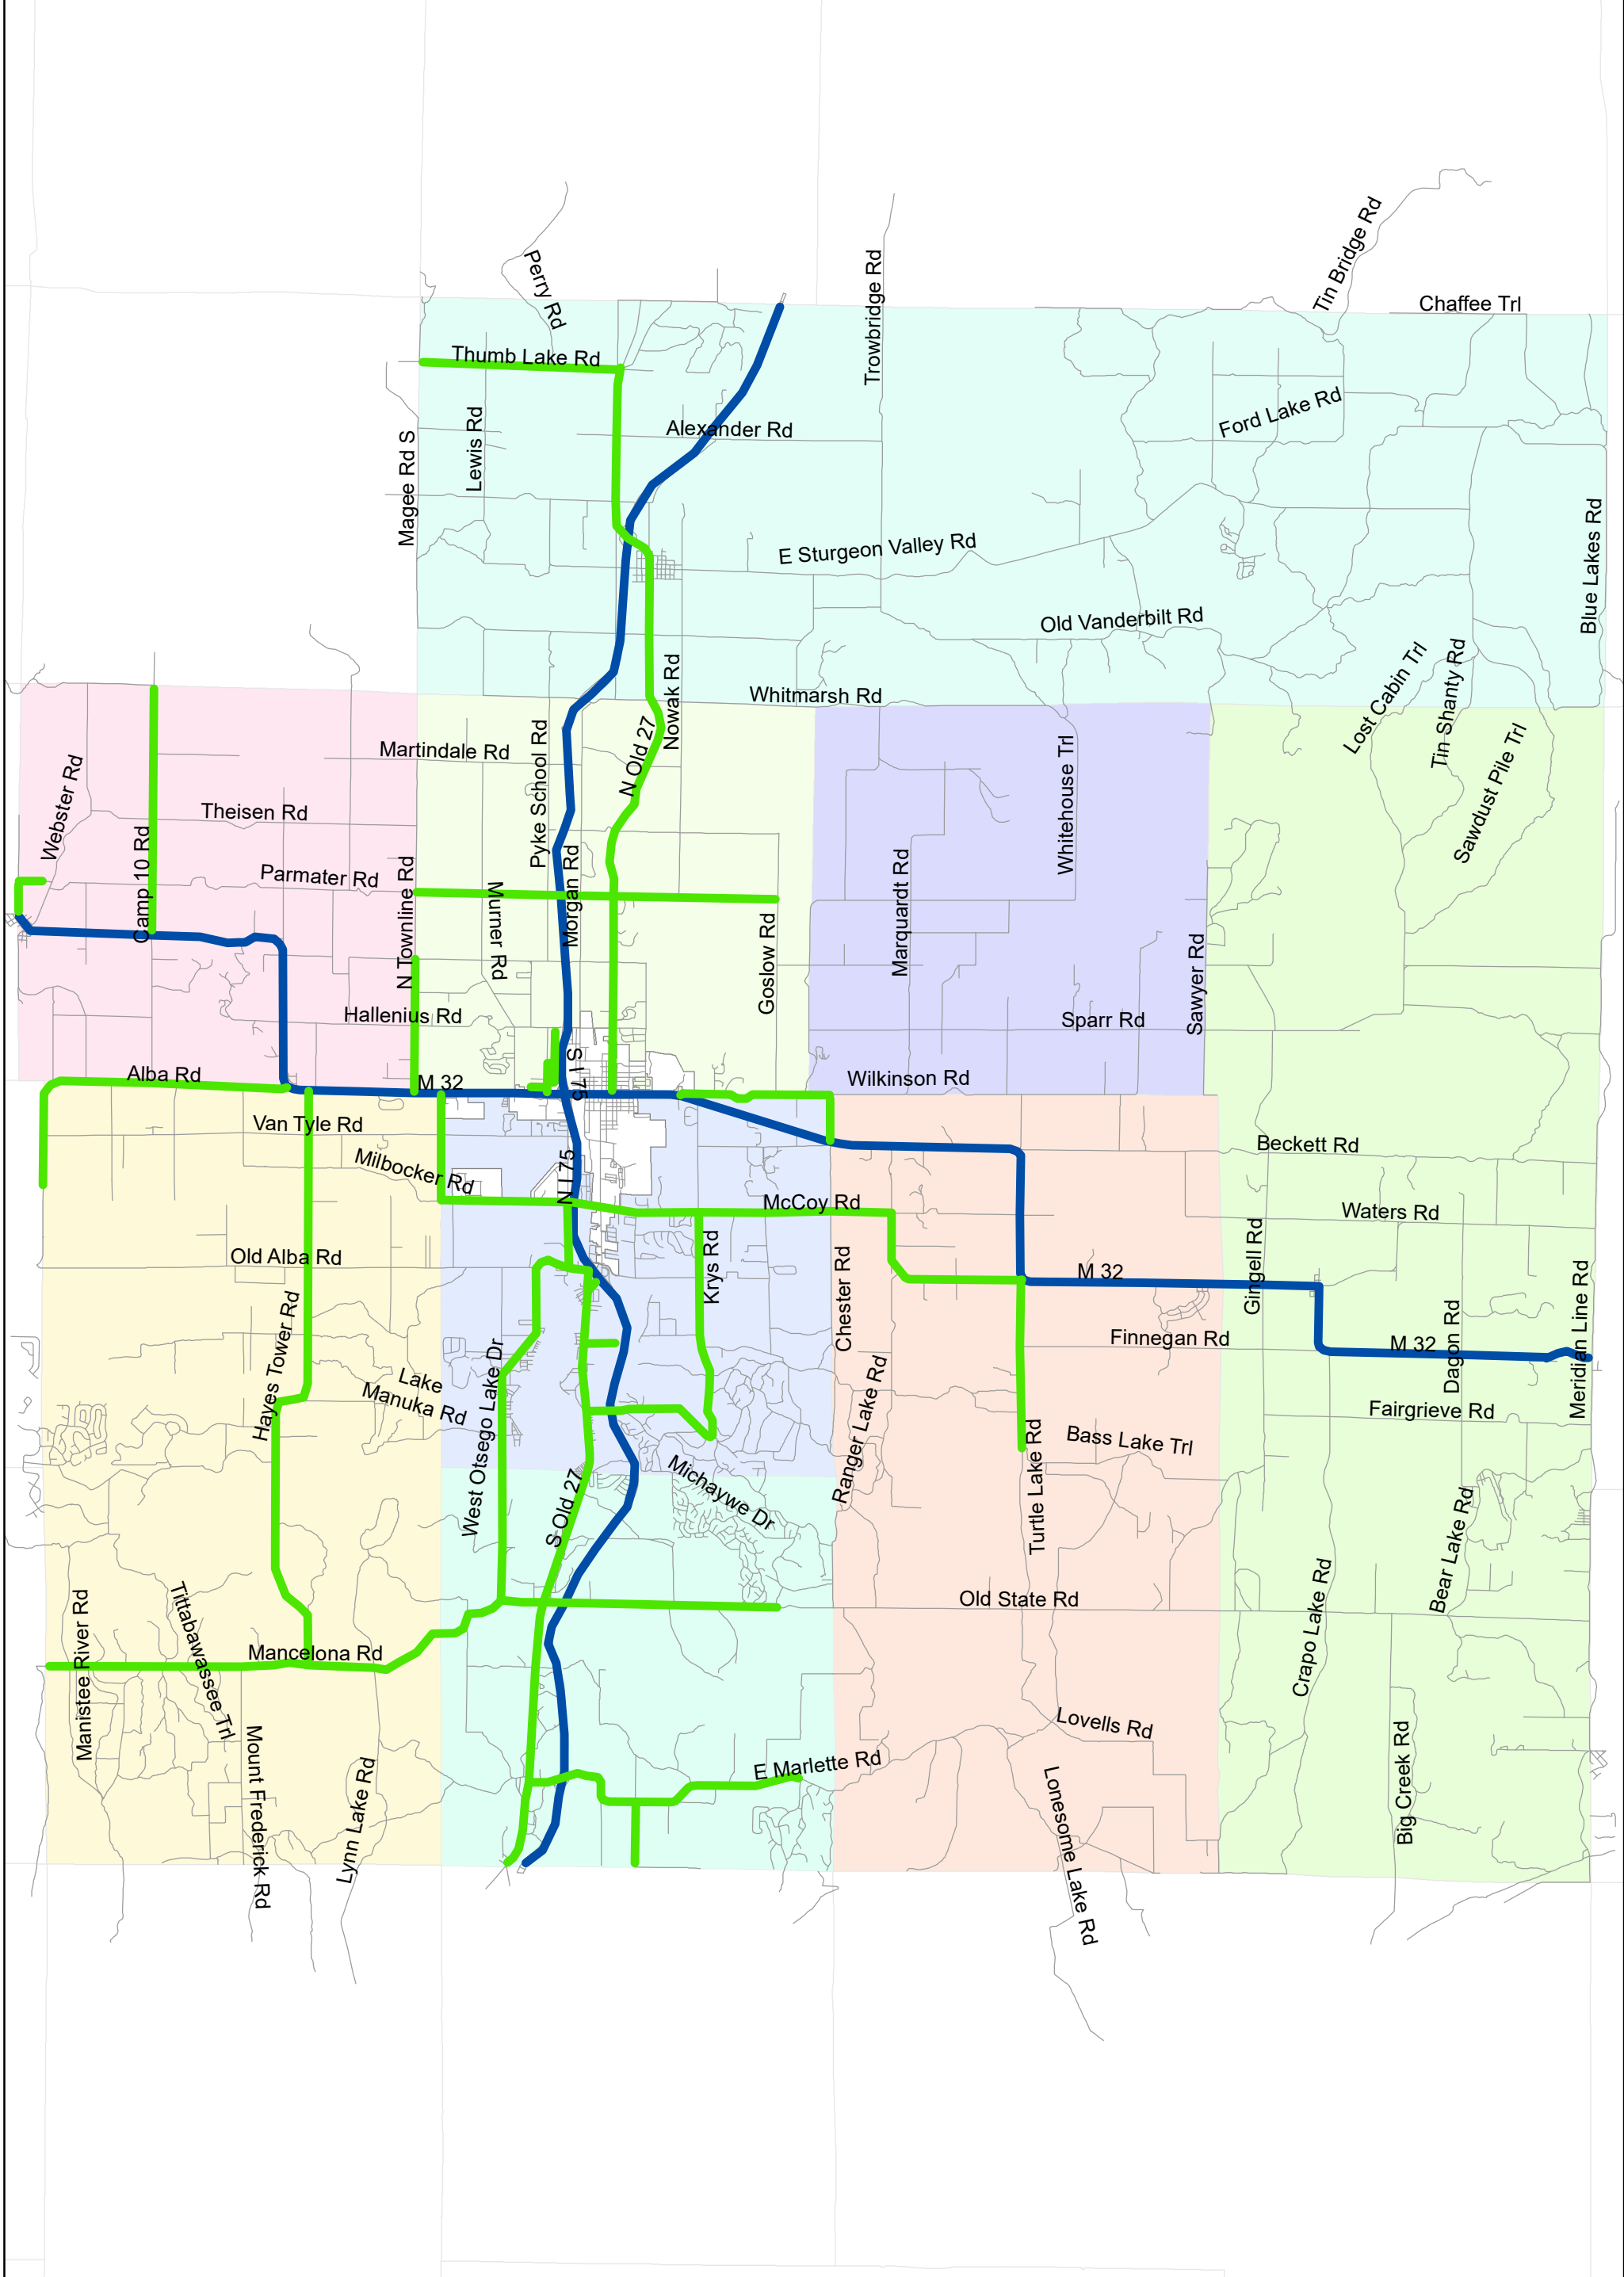 Tin Bridge Rd
Perry Rd
Trowbridge Rd
Chaffee Trl
Thumb Lake Rd
Ford Lake Rd
Alexander Rd
Lewis Rd
Magee Rd S
E Sturgeon Valley Rd
Blue Lakes Rd
Old Vanderbilt Rd
Nowak Rd
Whitmarsh Rd
Lost Cabin Trl
Tin Shanty Rd
Martindale Rd
Pyke School Rd
N Old 27
Whitehouse Trl
Sawdust Pile Trl
Webster Rd
Theisen Rd
Camp 10 Rd
Parmater Rd
N Townline Rd
Murner Rd
Morgan Rd
Goslow Rd
Marquardt Rd
Sawyer Rd
Hallenius Rd
Sparr Rd
S I 75
Alba Rd
M 32
Wilkinson Rd
Van Tyle Rd
Beckett Rd
Milbocker Rd
N I 75
McCoy Rd
Waters Rd
Old Alba Rd
Krys Rd
Chester Rd
M 32
Gingell Rd
Hayes Tower Rd
Finnegan Rd
M 32
Dagon Rd
Meridian Line Rd
Lake
Manuka Rd
West Otsego Lake Dr
Ranger Lake Rd
Fairgrieve Rd
Bass Lake Trl
Turtle Lake Rd
Michaywe Dr
S Old 27
Bear Lake Rd
Old State Rd
Crapo Lake Rd
Manistee River Rd
Tittabawassee Trl
Mancelona Rd
Lovells Rd
Mount Frederick Rd
Lynn Lake Rd
E Marlette Rd
Lonesome Lake Rd
Big Creek Rd